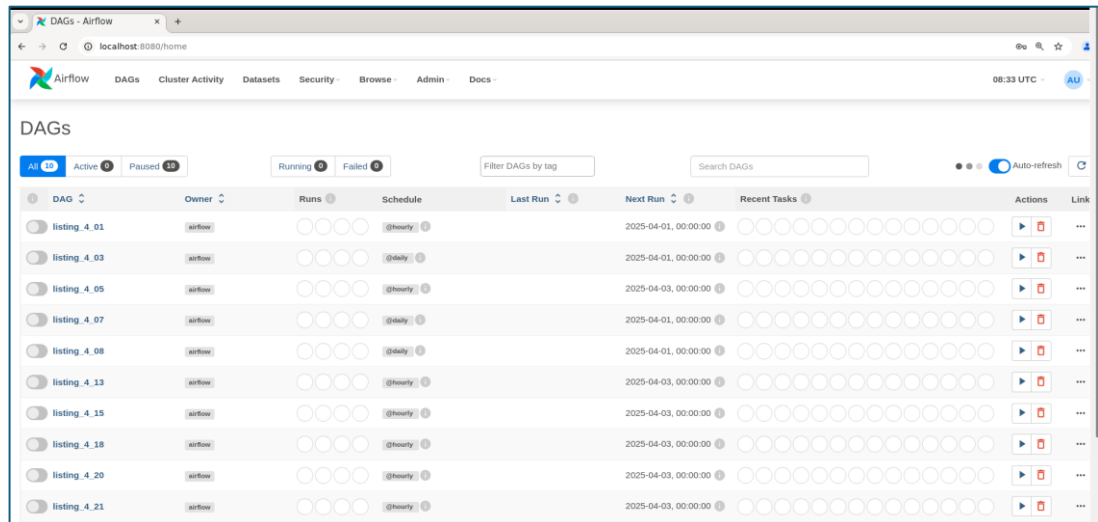 DAGs - Airflow
localhost:8080/home
Airflow DAGs Cluster Activity Datasets Security Browse Admin Docs 08:33 UTC AU
DAGs
All 10 Active 0 Paused 10 Running 0 Failed 0 Filter DAGs by tag Search DAGs Auto-refresh
DAG Owner Runs Schedule Last Run Next Run Recent Tasks Actions Link
listing_4_01 airflow @hourly 2025-04-01, 00:00:00
listing_4_03 airflow @daily 2025-04-01, 00:00:00
listing_4_05 airflow @hourly 2025-04-03, 00:00:00
listing_4_07 airflow @daily 2025-04-01, 00:00:00
listing_4_08 airflow @daily 2025-04-01, 00:00:00
listing_4_13 airflow @hourly 2025-04-03, 00:00:00
listing_4_15 airflow @hourly 2025-04-03, 00:00:00
listing_4_18 airflow @hourly 2025-04-03, 00:00:00
listing_4_20 airflow @hourly 2025-04-03, 00:00:00
listing_4_21 airflow @hourly 2025-04-03, 00:00:00